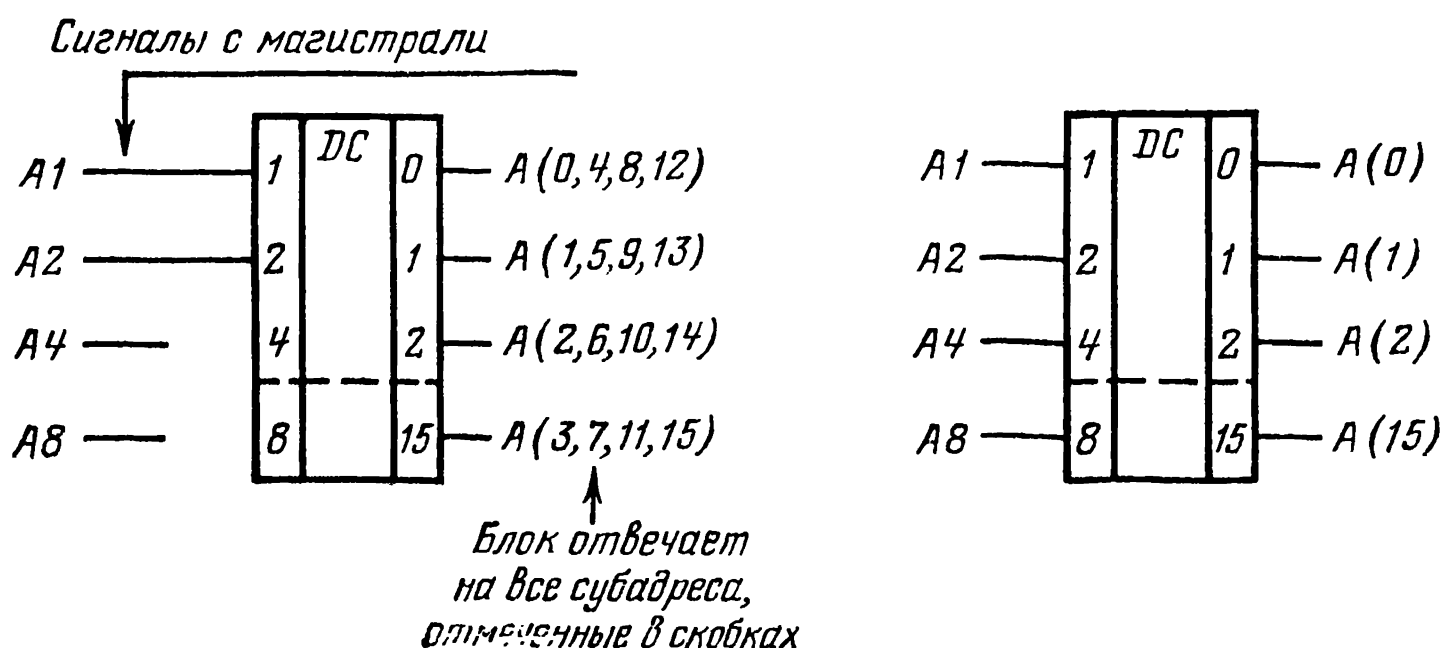 Сигналы с магистрали
A1 1 DC 0 A(0,4,8,12)
A2 2 1 A(1,5,9,13)
A4 4 2 A(2,6,10,14)
A8 8 15 A(3,7,11,15)
Блок отвечает
на все субадреса,
отмеченные в скобках
A1 1 DC 0 A(0)
A2 2 1 A(1)
A4 4 2 A(2)
A8 8 15 A(15)